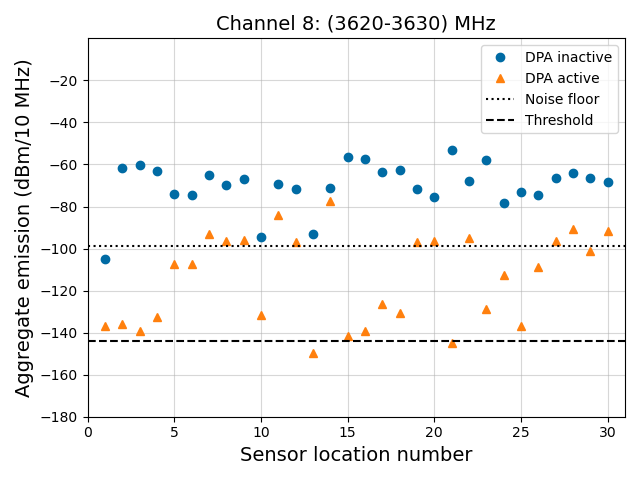 Channel 8: (3620-3630) MHz
DPA inactive
DPA active
Noise floor
Threshold
Aggregate emission (dBm/10 MHz)
−20
−40
−60
−80
−100
−120
−140
−160
−180
0 5 10 15 20 25 30
Sensor location number